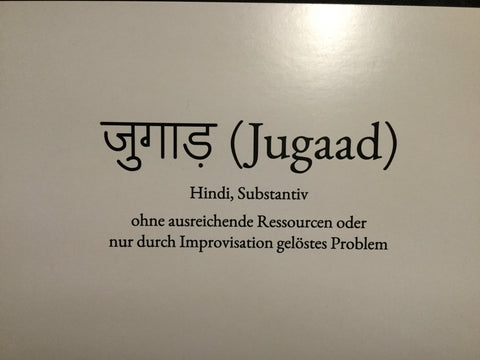 जुगाड़ (Jugaad)
Hindi, Substantiv
ohne ausreichende Ressourcen oder
nur durch Improvisation gelöstes Problem